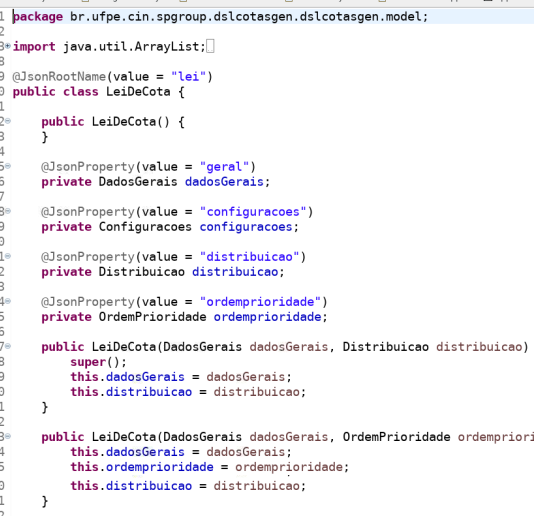 1 package br.ufpe.cin.spgroup.dslcotasgen.dslcotasgen.model;
2
3 import java.util.ArrayList;
8
9 @JsonRootName(value = "lei")
0 public class LeiDeCota {
1
2 public LeiDeCota() {
3 }
4
5 @JsonProperty(value = "geral")
6 private DadosGerais dadosGerais;
7
8 @JsonProperty(value = "configuracoes")
9 private Configuracoes configuracoes;
0
1 @JsonProperty(value = "distribuicao")
2 private Distribuicao distribuicao;
3
4 @JsonProperty(value = "ordemprioridade")
5 private OrdemPrioridade ordemprioridade;
6
7 public LeiDeCota(DadosGerais dadosGerais, Distribuicao distribuicao)
8 super();
9 this.dadosGerais = dadosGerais;
0 this.distribuicao = distribuicao;
1 }
2
3 public LeiDeCota(DadosGerais dadosGerais, OrdemPrioridade ordempriori
4 this.dadosGerais = dadosGerais;
5 this.ordemprioridade = ordemprioridade;
0 this.distribuicao = distribuicao;
1 }